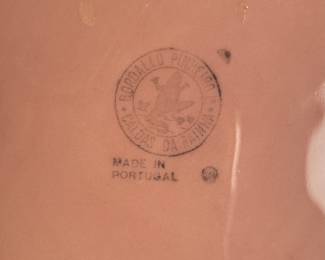 BORDALLO PINHEIRO
CALDAS DA RAINHA
MADE IN
PORTUGAL